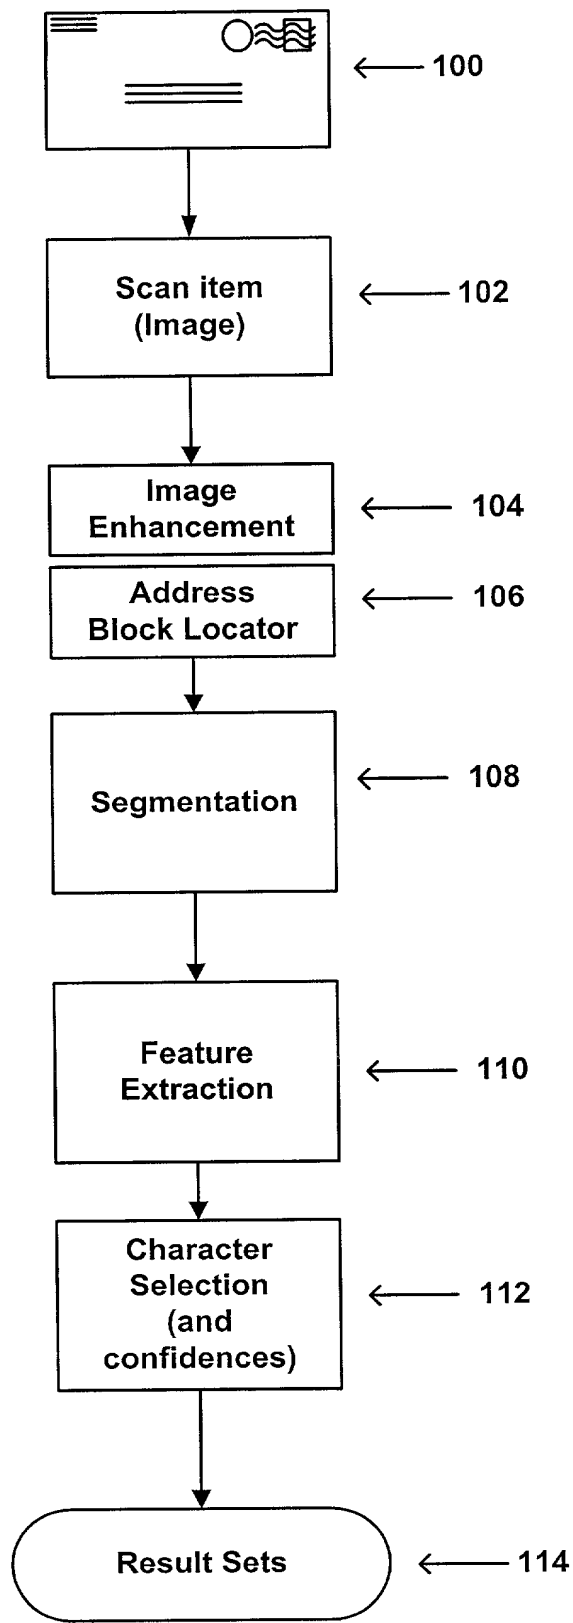 100
Scan item
(Image)
102
Image
Enhancement
104
Address
Block Locator
106
Segmentation
108
Feature
Extraction
110
Character
Selection
(and
confidences)
112
Result Sets
114